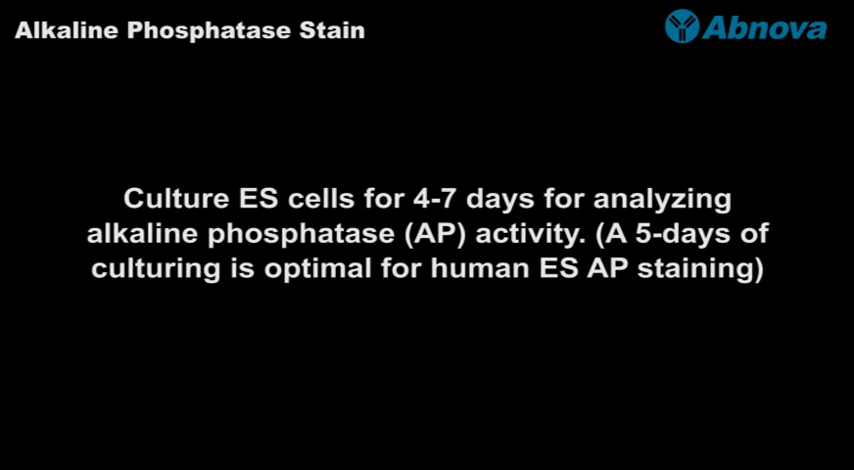 Alkaline Phosphatase Stain
Abnova
Culture ES cells for 4-7 days for analyzing
alkaline phosphatase (AP) activity. (A 5-days of
culturing is optimal for human ES AP staining)